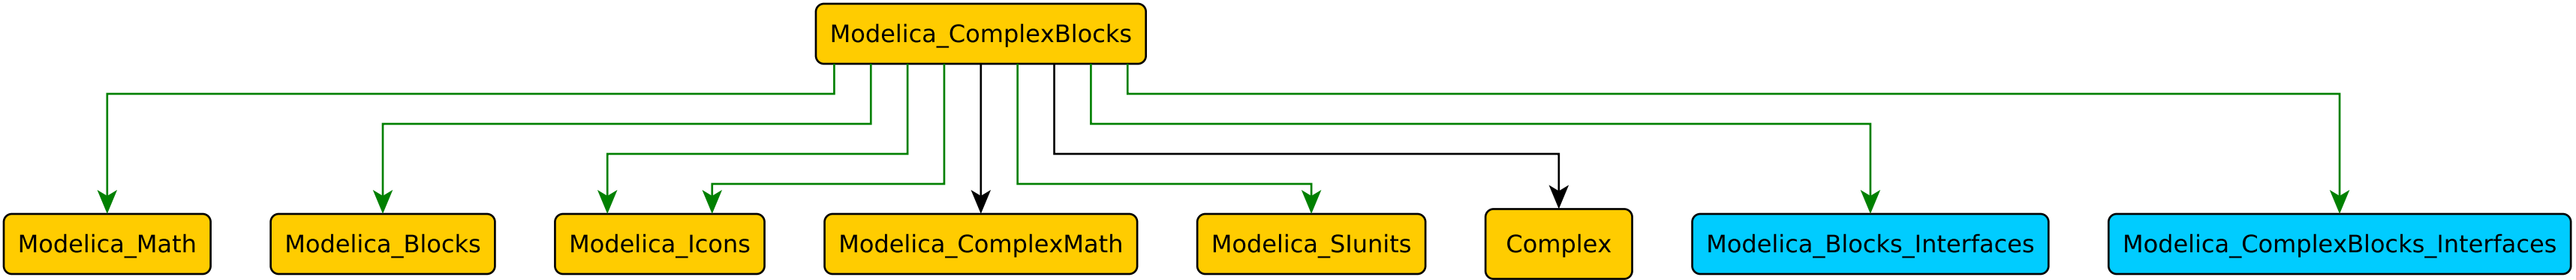 Modelica_ComplexBlocks
Modelica_Math
Modelica_Blocks
Modelica_Icons
Modelica_ComplexMath
Modelica_SIunits
Complex
Modelica_Blocks_Interfaces
Modelica_ComplexBlocks_Interfaces